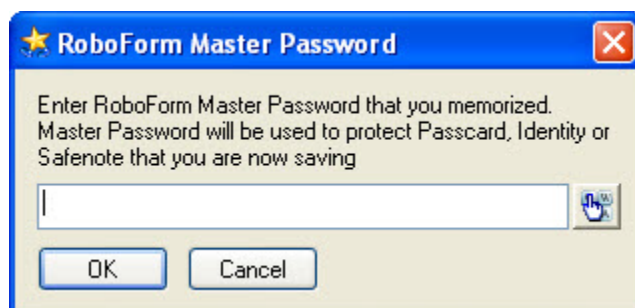 RoboForm Master Password
Enter RoboForm Master Password that you memorized.
Master Password will be used to protect Passcard, Identity or
Safenote that you are now saving
OK Cancel